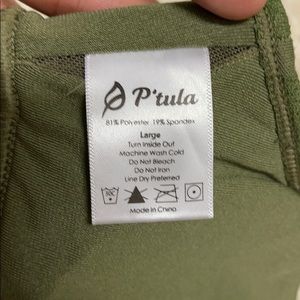 P'tula
81% Polyester 19% Spandex
Large
Turn Inside Out
Machine Wash Cold
Do Not Bleach
Do Not Iron
Line Dry Preferred
Made in China